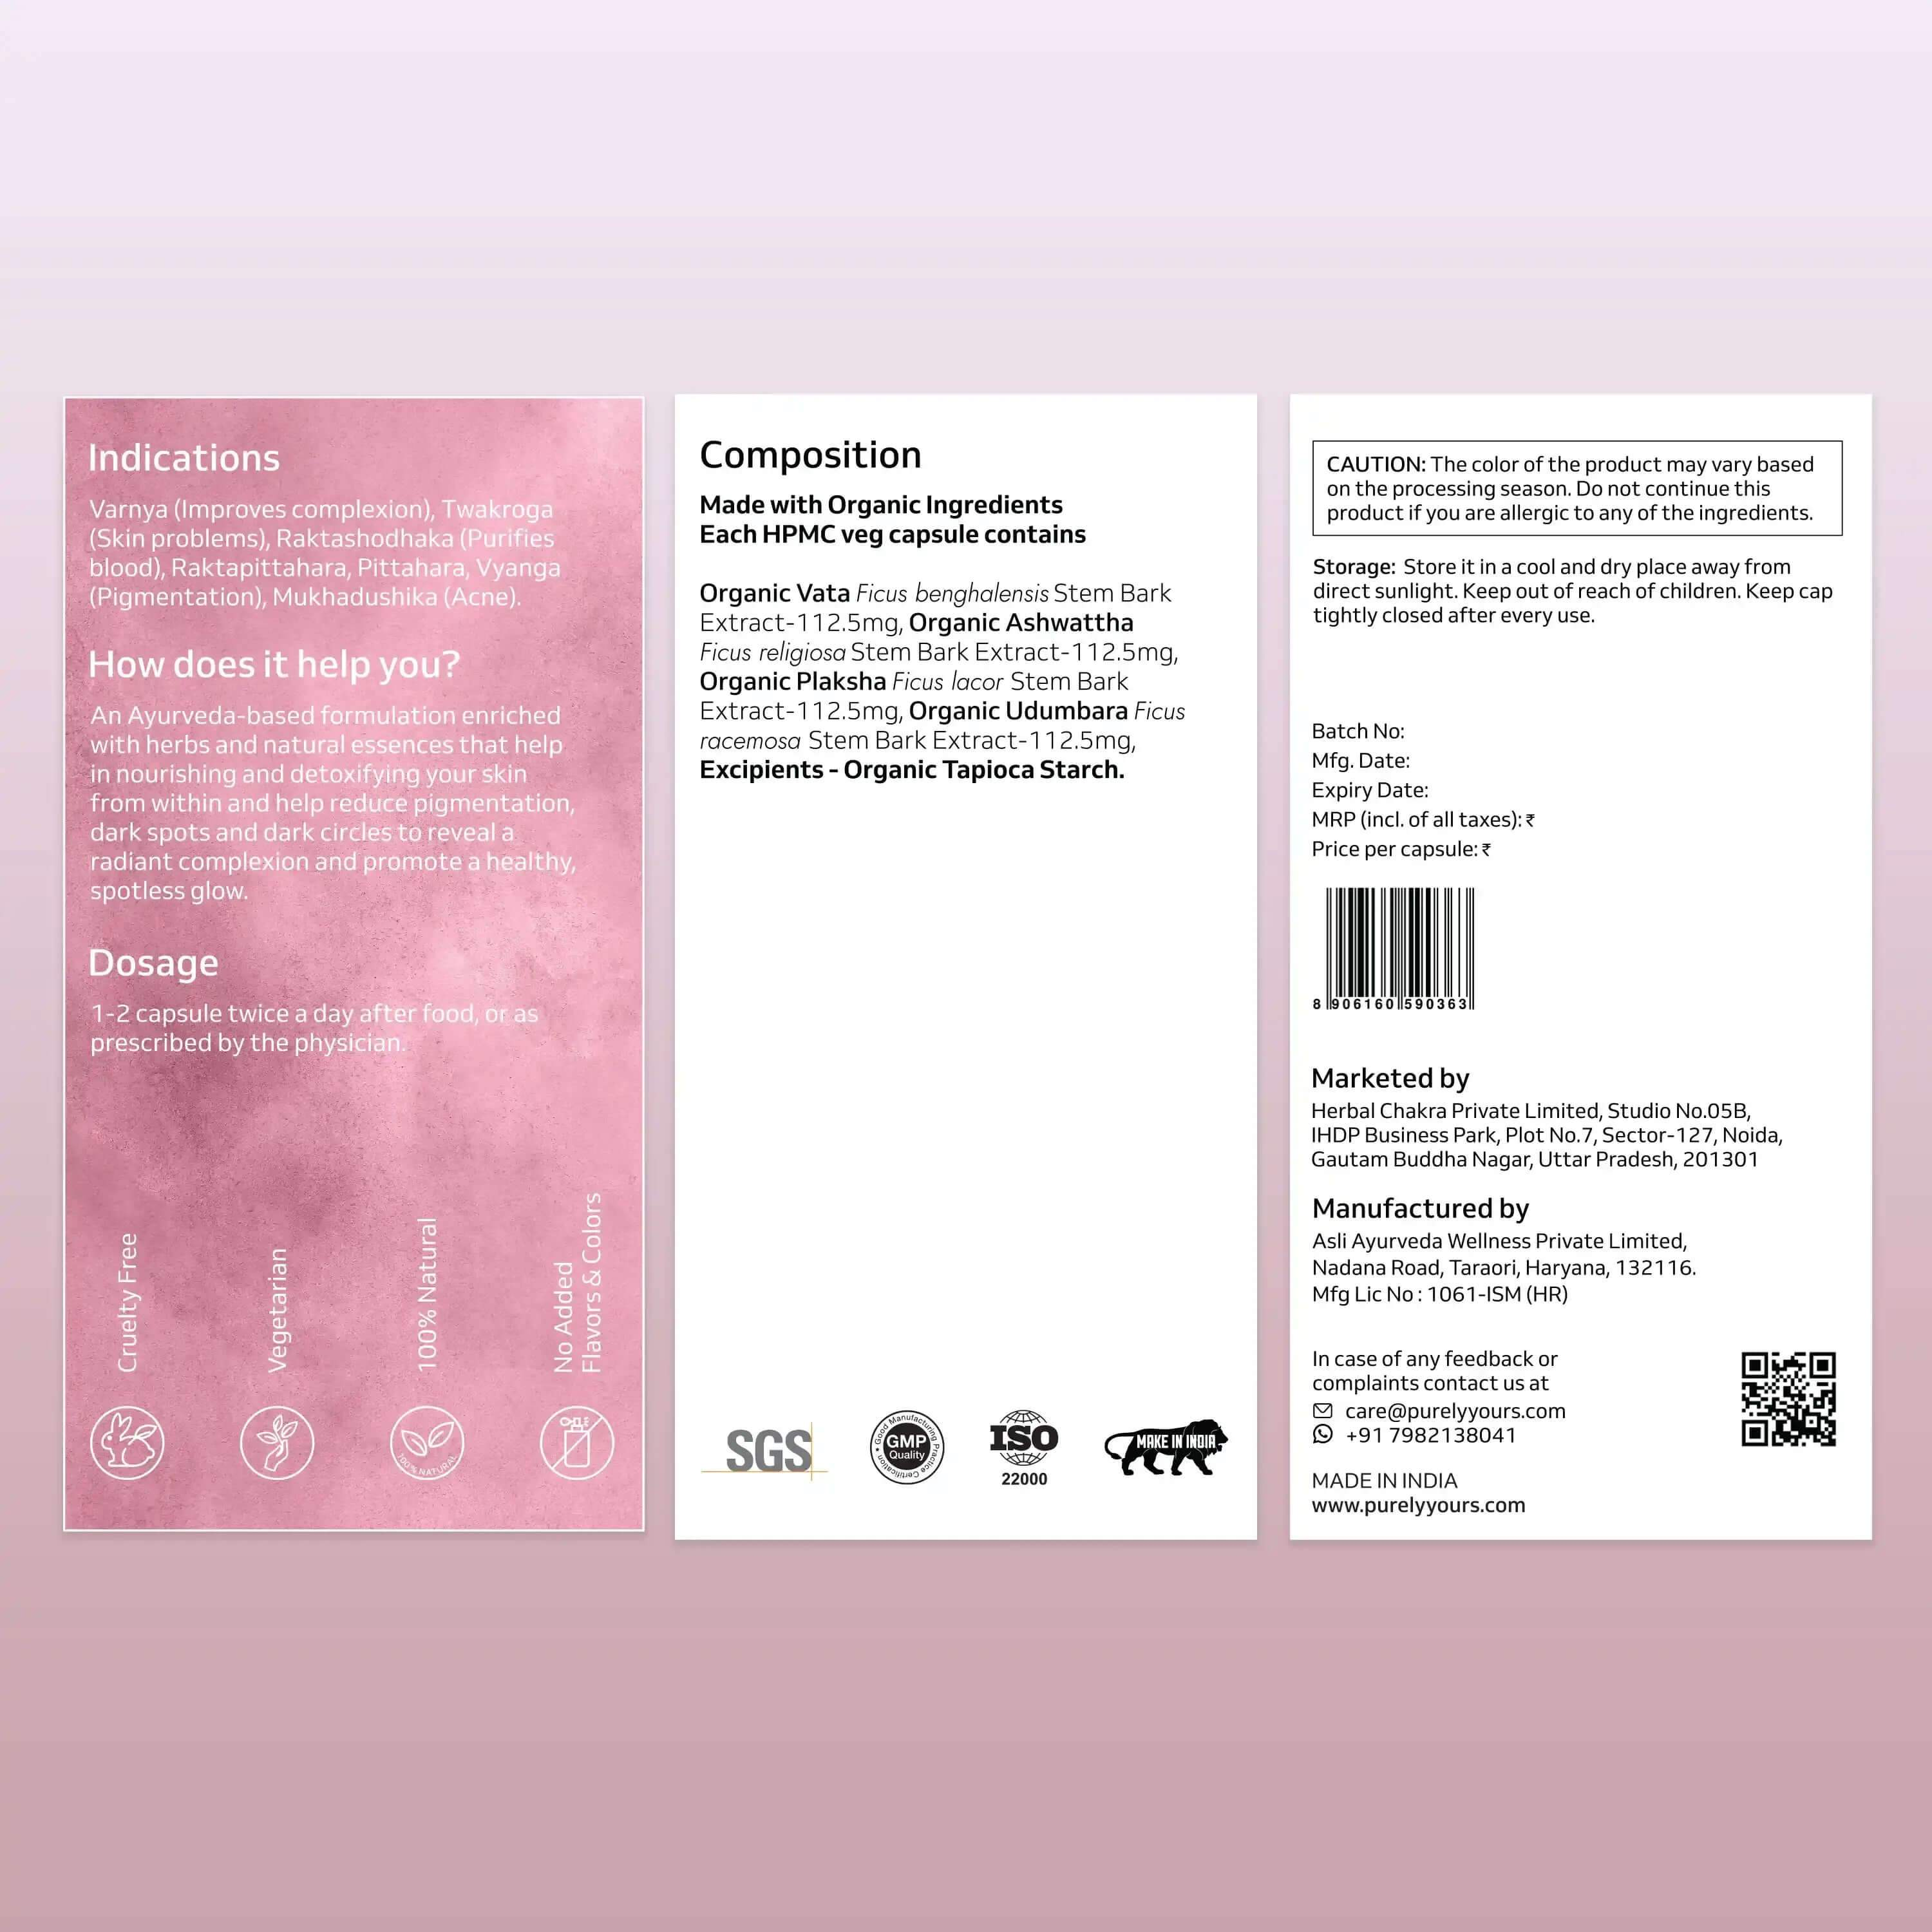 Indications
Varnya (Improves complexion), Twakroga
(Skin problems), Raktashodhaka (Purifies
blood), Raktapittahara, Pittahara, Vyanga
(Pigmentation), Mukhadushika (Acne).
How does it help you?
An Ayurveda-based formulation enriched
with herbs and natural essences that help
in nourishing and detoxifying your skin
from within and help reduce pigmentation,
dark spots and dark circles to reveal a
radiant complexion and promote a healthy,
spotless glow.
Dosage
1-2 capsule twice a day after food, or as
prescribed by the physician.
Cruelty Free
Vegetarian
100% Natural
No Added
Flavors & Colors
100% NATURAL
Composition
Made with Organic Ingredients
Each HPMC veg capsule contains
Organic Vata Ficus benghalensis Stem Bark
Extract-112.5mg, Organic Ashwattha
Ficus religiosa Stem Bark Extract-112.5mg,
Organic Plaksha Ficus lacor Stem Bark
Extract-112.5mg, Organic Udumbara Ficus
racemosa Stem Bark Extract-112.5mg,
Excipients - Organic Tapioca Starch.
SGS
Good Manufacturing Practice Certification
GMP
Quality
ISO
22000
MAKE IN INDIA
CAUTION: The color of the product may vary based
on the processing season. Do not continue this
product if you are allergic to any of the ingredients.
Storage: Store it in a cool and dry place away from
direct sunlight. Keep out of reach of children. Keep cap
tightly closed after every use.
Batch No:
Mfg. Date:
Expiry Date:
MRP (incl. of all taxes): ₹
Price per capsule: ₹
8 906160 590363
Marketed by
Herbal Chakra Private Limited, Studio No.05B,
IHDP Business Park, Plot No.7, Sector-127, Noida,
Gautam Buddha Nagar, Uttar Pradesh, 201301
Manufactured by
Asli Ayurveda Wellness Private Limited,
Nadana Road, Taraori, Haryana, 132116.
Mfg Lic No : 1061-ISM (HR)
In case of any feedback or
complaints contact us at
care@purelyyours.com
+91 7982138041
MADE IN INDIA
www.purelyyours.com